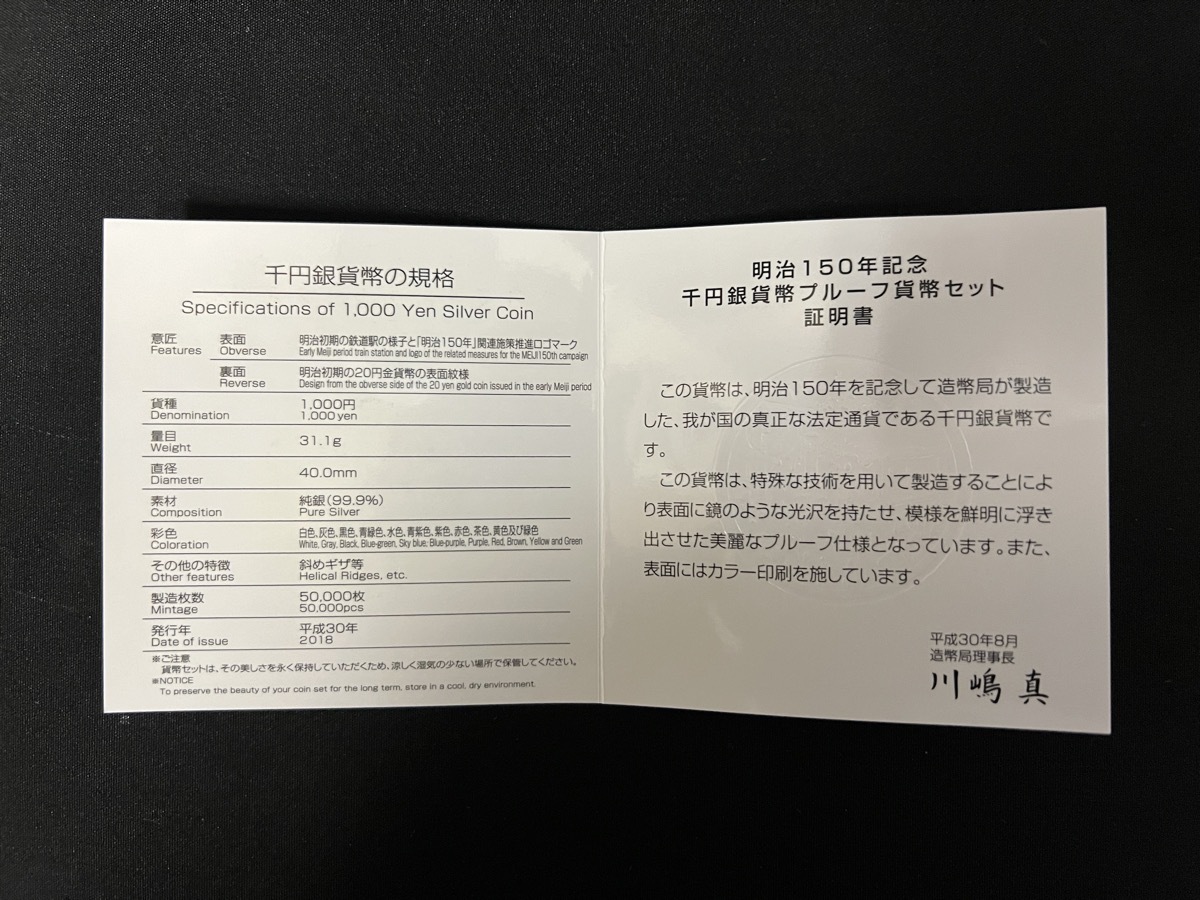 千円銀貨幣の規格
Specifications of 1,000 Yen Silver Coin
意匠 表面 明治初期の鉄道駅の様子と「明治150年」関連施策推進ロゴマーク
Features Obverse Early Meiji period train station and logo of the related measures for the MEIJI150th campaign
裏面 明治初期の20円金貨幣の表面紋様
Reverse Design from the obverse side of the 20 yen gold coin issued in the early Meiji period
貨種 1,000円
Denomination 1,000 yen
量目
Weight 31.1g
直径
Diameter 40.0mm
素材 純銀(99.9%)
Composition Pure Silver
彩色 白色、灰色、黒色、青緑色、水色、青紫色、紫色、赤色、茶色、黄色及び緑色
Coloration White, Gray, Black, Blue-green, Sky blue, Blue-purple, Purple, Red, Brown, Yellow and Green
その他の特徴 斜めギザ等
Other features Helical Ridges, etc.
製造枚数 50,000枚
Mintage 50,000pcs
発行年 平成30年
Date of issue 2018
※ご注意
貨幣セットは、その美しさを永く保持していただくため、涼しく湿気の少ない場所で保管してください。
※NOTICE
To preserve the beauty of your coin set for the long term, store in a cool, dry environment.
明治150年記念
千円銀貨幣プルーフ貨幣セット
証明書
この貨幣は、明治150年を記念して造幣局が製造
した、我が国の真正な法定通貨である千円銀貨幣で
す。
この貨幣は、特殊な技術を用いて製造することによ
り表面に鏡のような光沢を持たせ、模様を鮮明に浮き
出させた美麗なプルーフ仕様となっています。また、
表面にはカラー印刷を施しています。
平成30年8月
造幣局理事長
川嶋 真